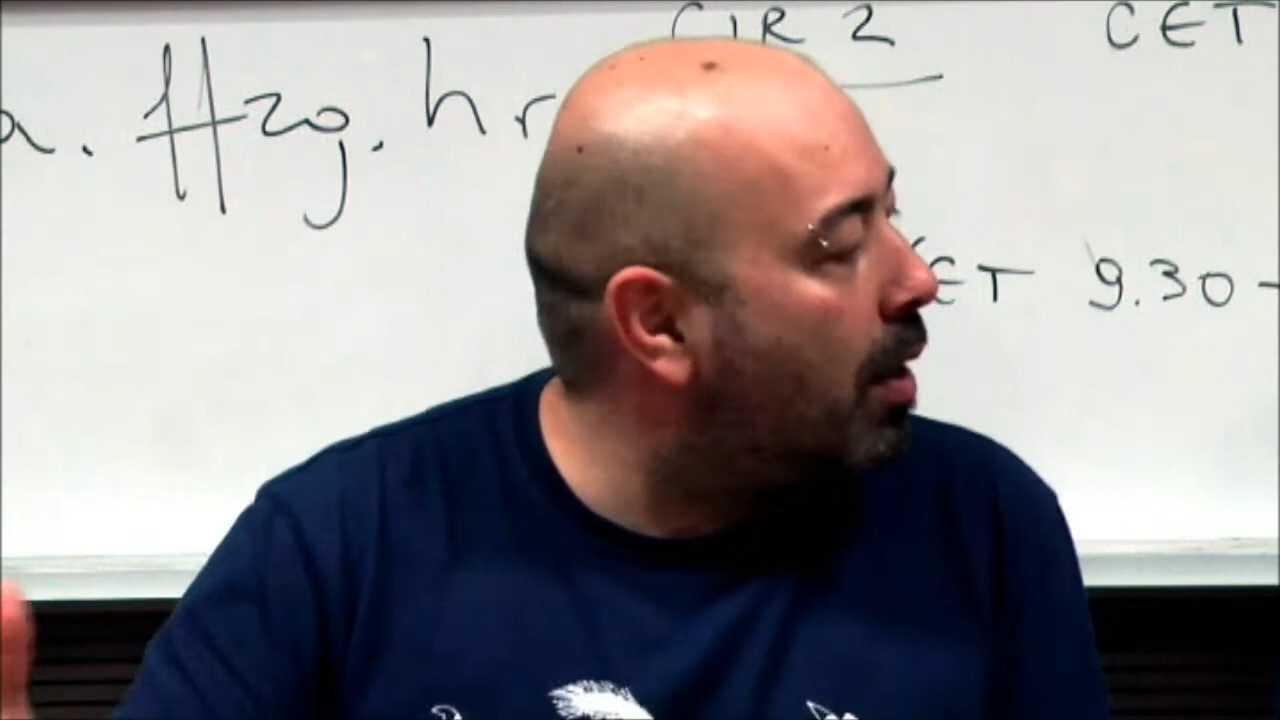 CIR 2
CET
a. ffzg. hr
CET 9.30-